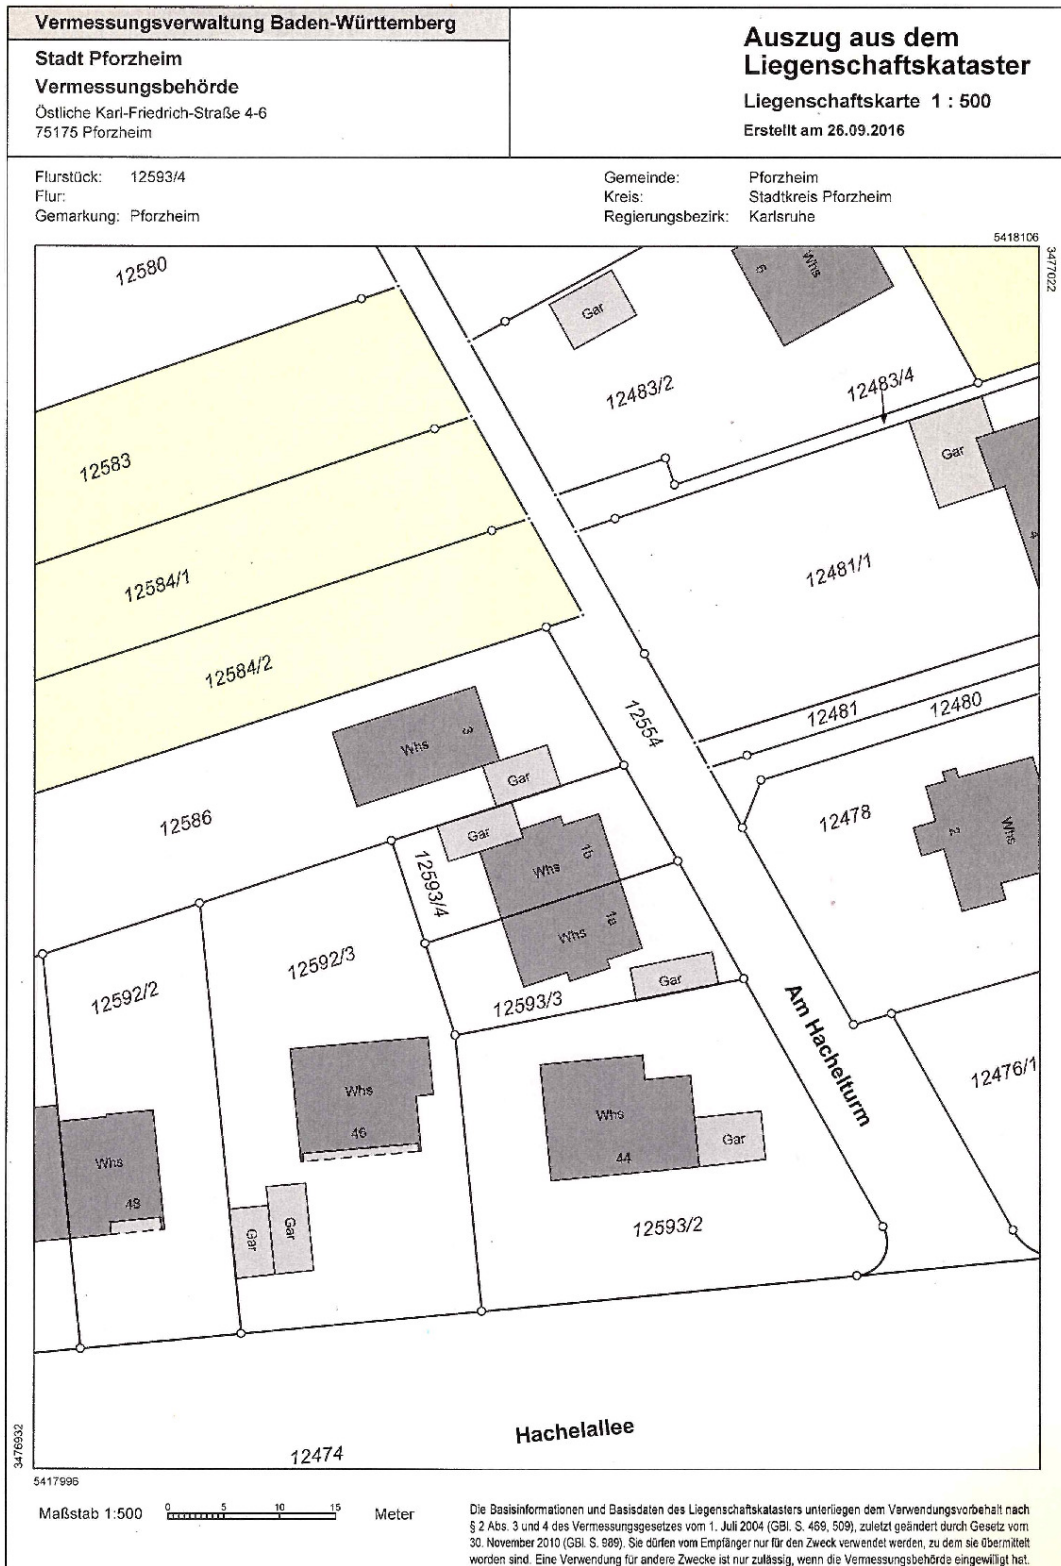 Vermessungsverwaltung Baden-Württemberg
Stadt Pforzheim
Vermessungsbehörde
Östliche Karl-Friedrich-Straße 4-6
75175 Pforzheim
Auszug aus dem
Liegenschaftskataster
Liegenschaftskarte 1 : 500
Erstellt am 26.09.2016
Flurstück: 12593/4
Flur:
Gemarkung: Pforzheim
Gemeinde: Pforzheim
Kreis: Stadtkreis Pforzheim
Regierungsbezirk: Karlsruhe
5418106
3477022
12580
Gar
Whs
6
12483/2
12483/4
12583
Gar
4
12584/1
12481/1
12584/2
12554
12481
12480
Whs
3
Gar
12586
12478
2
Whs
Gar
12593/4
Whs
1b
Whs
1a
12592/3
12592/2
12593/3
Gar
Am Hachelturm
12476/1
Whs
46
Whs
44
Gar
Whs
48
Gar
Gar
12593/2
Hachelallee
12474
3476932
5417996
Maßstab 1:500
0 5 10 15
Meter
Die Basisinformationen und Basisdaten des Liegenschaftskatasters unterliegen dem Verwendungsvorbehalt nach
§ 2 Abs. 3 und 4 des Vermessungsgesetzes vom 1. Juli 2004 (GBl. S. 469, 509), zuletzt geändert durch Gesetz vom
30. November 2010 (GBl. S. 989). Sie dürfen vom Empfänger nur für den Zweck verwendet werden, zu dem sie übermittelt
worden sind. Eine Verwendung für andere Zwecke ist nur zulässig, wenn die Vermessungsbehörde eingewilligt hat.